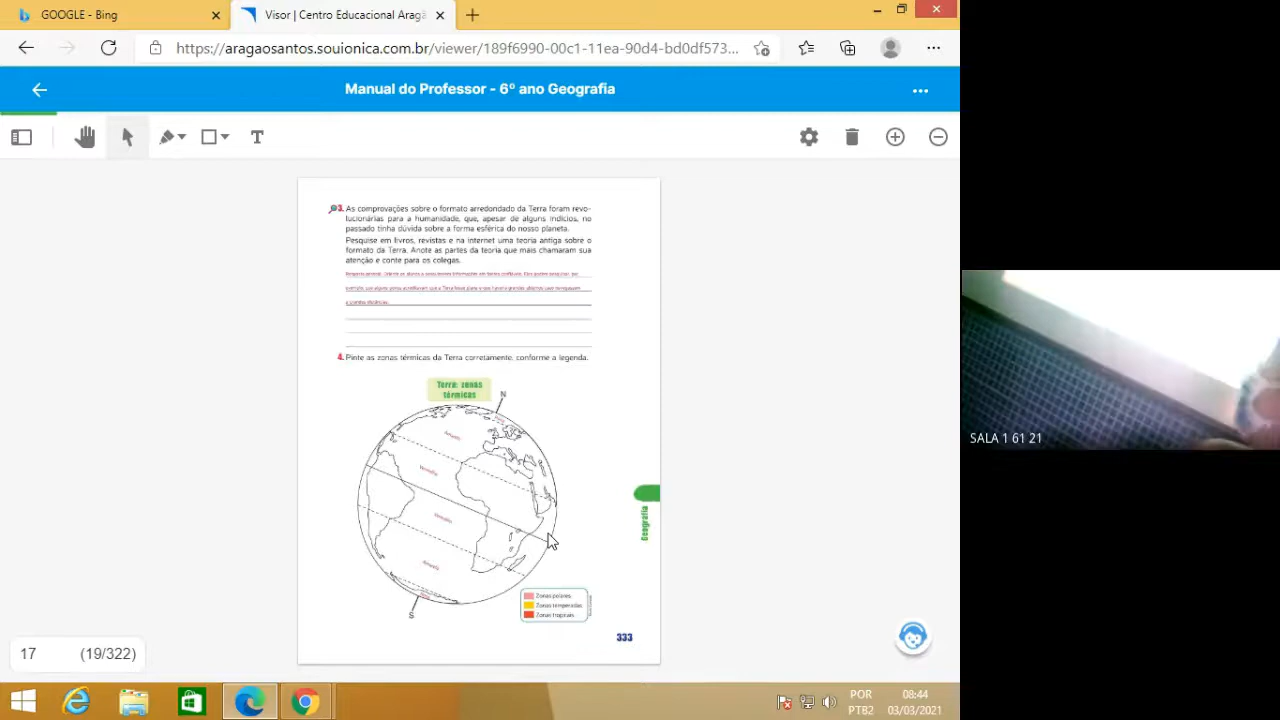 GOOGLE - Bing
Visor | Centro Educacional Aragã
https://aragaosantos.souionica.com.br/viewer/189f6990-00c1-11ea-90d4-bd0df573...
Manual do Professor - 6º ano Geografia
3. As comprovações sobre o formato arredondado da Terra foram revo-
lucionárias para a humanidade, que, apesar de alguns indícios, no
passado tinha dúvida sobre a forma esférica do nosso planeta.
Pesquise em livros, revistas e na internet uma teoria antiga sobre o
formato da Terra. Anote as partes da teoria que mais chamaram sua
atenção e conte para os colegas.
4. Pinte as zonas térmicas da Terra corretamente, conforme a legenda.
Terra: zonas
térmicas
N
Amarelo
Vermelho
Vermelho
Amarelo
S
Zonas polares
Zonas temperadas
Zonas tropicais
Geografia
333
17 (19/322)
SALA 1 61 21
POR
PTB2
08:44
03/03/2021